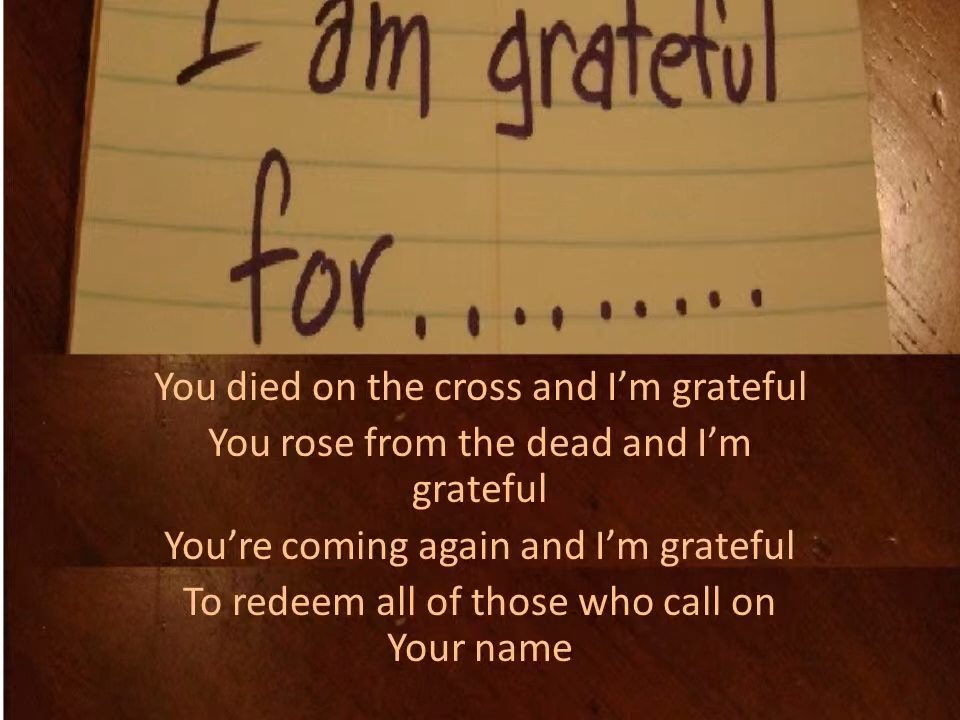 I am grateful
for.........
You died on the cross and I’m grateful
You rose from the dead and I’m
grateful
You’re coming again and I’m grateful
To redeem all of those who call on
Your name